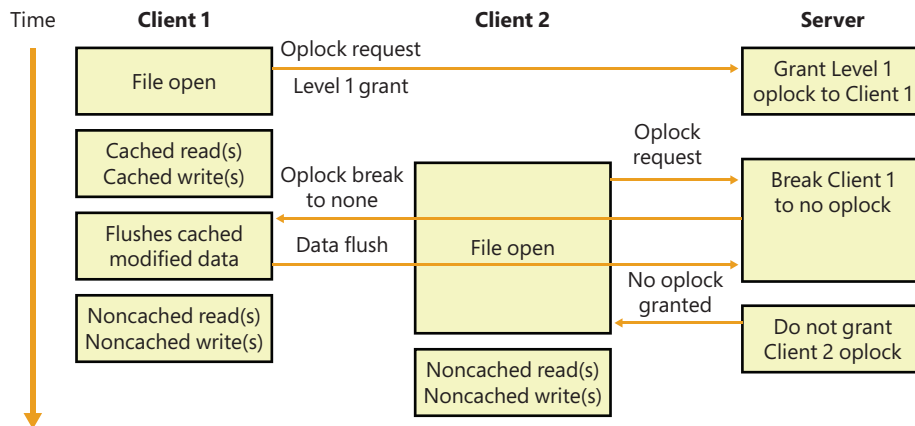 Time
Client 1
Client 2
Server
File open
Oplock request
Level 1 grant
Grant Level 1
oplock to Client 1
Cached read(s)
Cached write(s)
Oplock
request
Oplock break
to none
Break Client 1
to no oplock
Flushes cached
modified data
Data flush
File open
No oplock
granted
Noncached read(s)
Noncached write(s)
Do not grant
Client 2 oplock
Noncached read(s)
Noncached write(s)